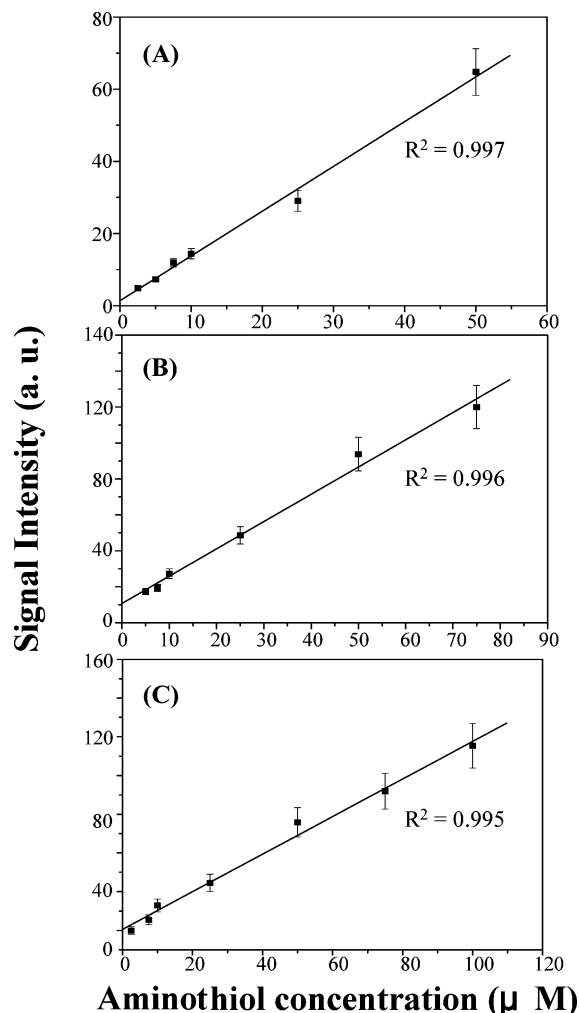 Signal Intensity (a. u.)
(A)
80
60
40
20
0
R² = 0.997
0 10 20 30 40 50 60
(B)
140
120
80
40
0
R² = 0.996
0 10 20 30 40 50 60 70 80 90
(C)
160
120
80
40
0
R² = 0.995
0 20 40 60 80 100 120
Aminothiol concentration (μ M)